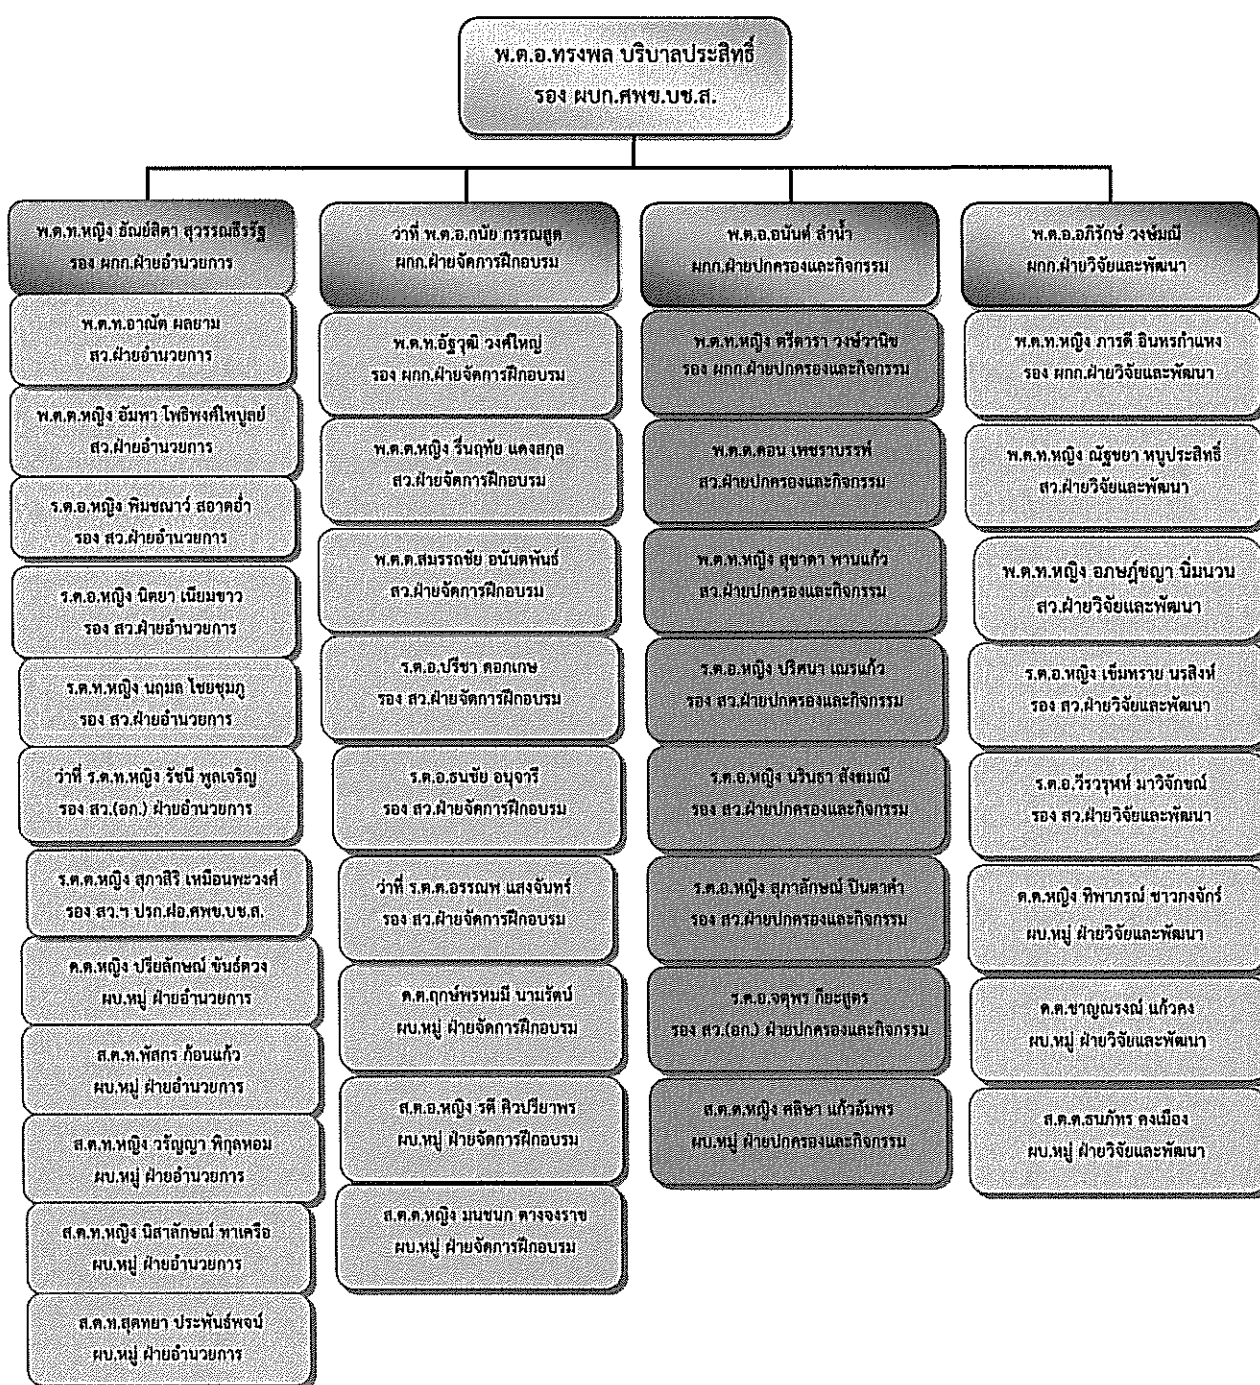 พ.ต.อ.ทรงพล บริบาลประสิทธิ์
รอง ผบก.ศพข.บช.ส.
พ.ต.ท.หญิง ธัณย์สิตา สุวรรณธีรรัฐ
รอง ผกก.ฝ่ายอำนวยการ
พ.ต.ท.อาณัต ผลยาม
สว.ฝ่ายอำนวยการ
พ.ต.ต.หญิง อัมพา โพธิพงศ์ไพบูลย์
สว.ฝ่ายอำนวยการ
ร.ต.อ.หญิง พิมชณาว์ สอาดฮ่ำ
รอง สว.ฝ่ายอำนวยการ
ร.ต.อ.หญิง นิตยา เนียมขาว
รอง สว.ฝ่ายอำนวยการ
ร.ต.ท.หญิง นฤมล ไชยชุมภู
รอง สว.ฝ่ายอำนวยการ
ว่าที่ ร.ต.ท.หญิง รัชนี พูลเจริญ
รอง สว.(อก.) ฝ่ายอำนวยการ
ร.ต.ต.หญิง สุภาสิริ เหมือนพะวงศ์
รอง สว.ฯ ปรก.ฝอ.ศพข.บช.ส.
ด.ต.หญิง ปรียลักษณ์ ขันธ์ดวง
ผบ.หมู่ ฝ่ายอำนวยการ
ส.ต.ท.พัสกร ก้อนแก้ว
ผบ.หมู่ ฝ่ายอำนวยการ
ส.ต.ท.หญิง วรัญญา พิกุลหอม
ผบ.หมู่ ฝ่ายอำนวยการ
ส.ต.ท.หญิง นิสาลักษณ์ ทาเครือ
ผบ.หมู่ ฝ่ายอำนวยการ
ส.ต.ท.สุดทยา ประพันธ์พจน์
ผบ.หมู่ ฝ่ายอำนวยการ
ว่าที่ พ.ต.อ.กนัย กรรณสูต
ผกก.ฝ่ายจัดการฝึกอบรม
พ.ต.ท.อัฐวุฒิ วงศ์ใหญ่
รอง ผกก.ฝ่ายจัดการฝึกอบรม
พ.ต.ต.หญิง รื่นฤทัย แดงสกุล
สว.ฝ่ายจัดการฝึกอบรม
พ.ต.ต.สมรรถชัย อนันตพันธ์
สว.ฝ่ายจัดการฝึกอบรม
ร.ต.อ.ปรีชา ดอกเกษ
รอง สว.ฝ่ายจัดการฝึกอบรม
ร.ต.อ.ธนชัย อนุจารี
รอง สว.ฝ่ายจัดการฝึกอบรม
ว่าที่ ร.ต.ต.อรรณพ แสงจันทร์
รอง สว.ฝ่ายจัดการฝึกอบรม
ด.ต.ฤกษ์พรหมมี นามรัตน์
ผบ.หมู่ ฝ่ายจัดการฝึกอบรม
ส.ต.อ.หญิง รตี ศิวปรียาพร
ผบ.หมู่ ฝ่ายจัดการฝึกอบรม
ส.ต.ต.หญิง มนชนก ตางจงราช
ผบ.หมู่ ฝ่ายจัดการฝึกอบรม
พ.ต.อ.อนันต์ ลำน้ำ
ผกก.ฝ่ายปกครองและกิจกรรม
พ.ต.ท.หญิง ตรีดารา วงษ์วานิช
รอง ผกก.ฝ่ายปกครองและกิจกรรม
พ.ต.ต.ดอน เพชราบรรพ์
สว.ฝ่ายปกครองและกิจกรรม
พ.ต.ท.หญิง สุชาดา พานแก้ว
สว.ฝ่ายปกครองและกิจกรรม
ร.ต.อ.หญิง ปริศนา เณรแก้ว
รอง สว.ฝ่ายปกครองและกิจกรรม
ร.ต.อ.หญิง นรินธา สังฆมณี
รอง สว.ฝ่ายปกครองและกิจกรรม
ร.ต.อ.หญิง สุภาลักษณ์ ปินตาคำ
รอง สว.ฝ่ายปกครองและกิจกรรม
ร.ต.อ.จตุพร กียะสูตร
รอง สว.(อก.) ฝ่ายปกครองและกิจกรรม
ส.ต.ต.หญิง ศลิษา แก้วอัมพร
ผบ.หมู่ ฝ่ายปกครองและกิจกรรม
พ.ต.อ.อภิรักษ์ วงษ์มณี
ผกก.ฝ่ายวิจัยและพัฒนา
พ.ต.ท.หญิง ภารดี อินทรกำแหง
รอง ผกก.ฝ่ายวิจัยและพัฒนา
พ.ต.ท.หญิง ณัฐชยา หนูประสิทธิ์
สว.ฝ่ายวิจัยและพัฒนา
พ.ต.ท.หญิง อภษฎ์ชญา นิ่มนวน
สว.ฝ่ายวิจัยและพัฒนา
ร.ต.อ.หญิง เข็มทราย นรสิงห์
รอง สว.ฝ่ายวิจัยและพัฒนา
ร.ต.อ.วีรวรุฬห์ มาวิจักขณ์
รอง สว.ฝ่ายวิจัยและพัฒนา
ด.ต.หญิง ทิพาภรณ์ ชาวกงจักร์
ผบ.หมู่ ฝ่ายวิจัยและพัฒนา
ด.ต.ชาญณรงณ์ แก้วคง
ผบ.หมู่ ฝ่ายวิจัยและพัฒนา
ส.ต.ต.ธนภัทร คงเมือง
ผบ.หมู่ ฝ่ายวิจัยและพัฒนา